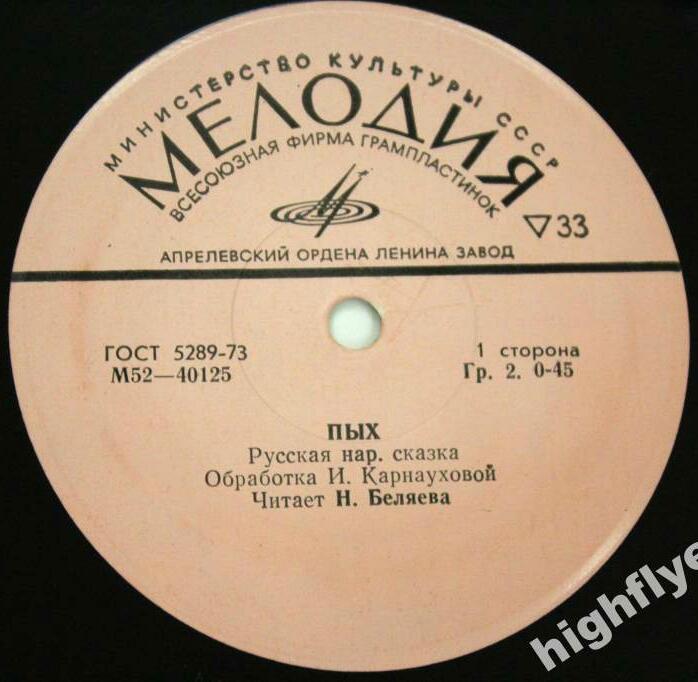 МИНИСТЕРСТВО КУЛЬТУРЫ СССР
МЕЛОДИЯ
ВСЕСОЮЗНАЯ ФИРМА ГРАМПЛАСТИНОК
▽33
АПРЕЛЕВСКИЙ ОРДЕНА ЛЕНИНА ЗАВОД
ГОСТ 5289-73
М52—40125
1 сторона
Гр. 2. 0-45
ПЫХ
Русская нар. сказка
Обработка И. Карнауховой
Читает Н. Беляева
highflye